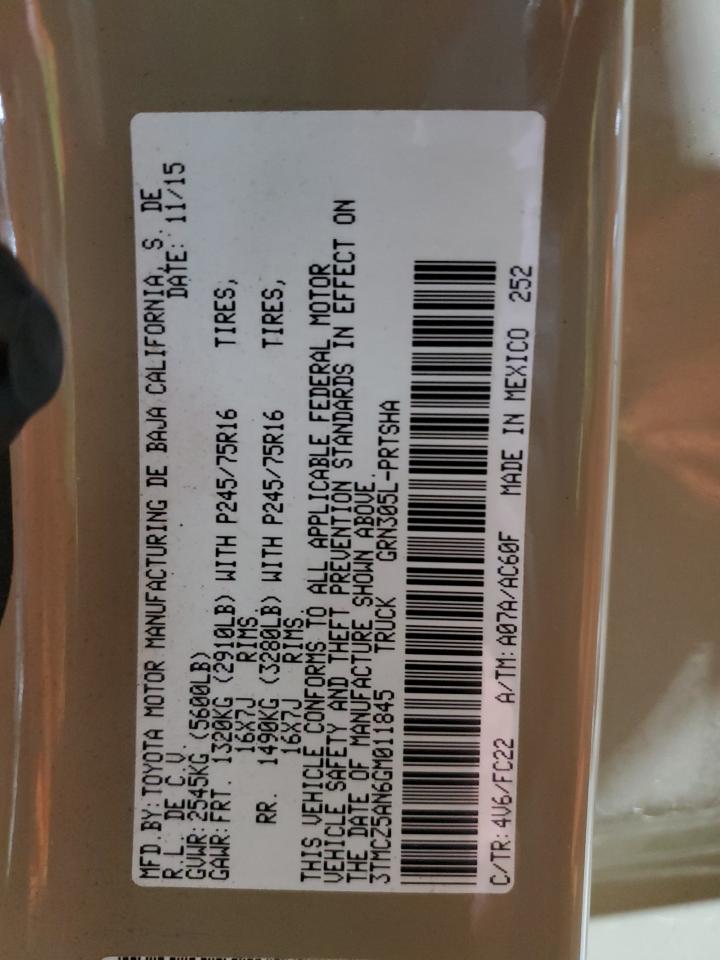 MFD.BY:TOYOTA MOTOR MANUFACTURING DE BAJA CALIFORNIA, S. DE
R.L. DE C.V. DATE: 11/15
GVWR:2545KG (5600LB)
GAWR:FRT. 1320KG (2910LB) WITH P245/75R16 TIRES,
16X7J RIMS.
RR. 1490KG (3280LB) WITH P245/75R16 TIRES,
16X7J RIMS.
THIS VEHICLE CONFORMS TO ALL APPLICABLE FEDERAL MOTOR
VEHICLE SAFETY AND THEFT PREVENTION STANDARDS IN EFFECT ON
THE DATE OF MANUFACTURE SHOWN ABOVE.
3TMCZ5AN6GM011845 TRUCK GRN305L-PRTSHA
C/TR:4V6/FC22 A/TM:A07A/AC60F MADE IN MEXICO 252